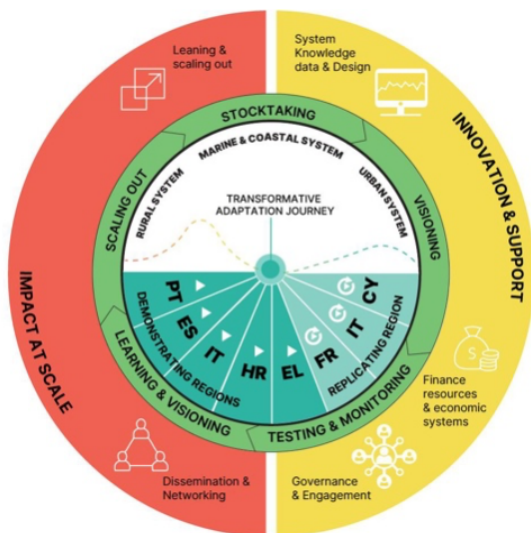 Leaning &
scaling out
System
Knowledge
data & Design
INNOVATION & SUPPORT
IMPACT AT SCALE
STOCKTAKING
VISIONING
TESTING & MONITORING
LEARNING & VISIONING
SCALING OUT
RURAL SYSTEM
MARINE & COASTAL SYSTEM
URBAN SYSTEM
TRANSFORMATIVE
ADAPTATION JOURNEY
PT
ES
IT
HR
EL
FR
IT
CY
DEMONSTRATING REGIONS
REPLICATING REGION
S
Finance
resources
& economic
systems
Dissemination &
Networking
Governance
& Engagement